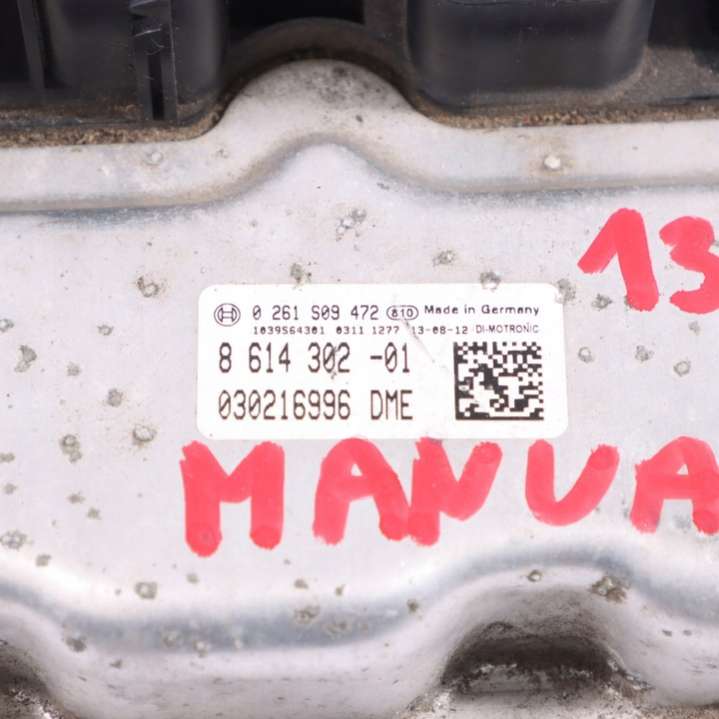 13
0 261 S09 472 610 Made in Germany
1039S64301 0311 1277 13-08-12 DI-MOTRONIC
8 614 302 -01
030216996 DME
MANUA